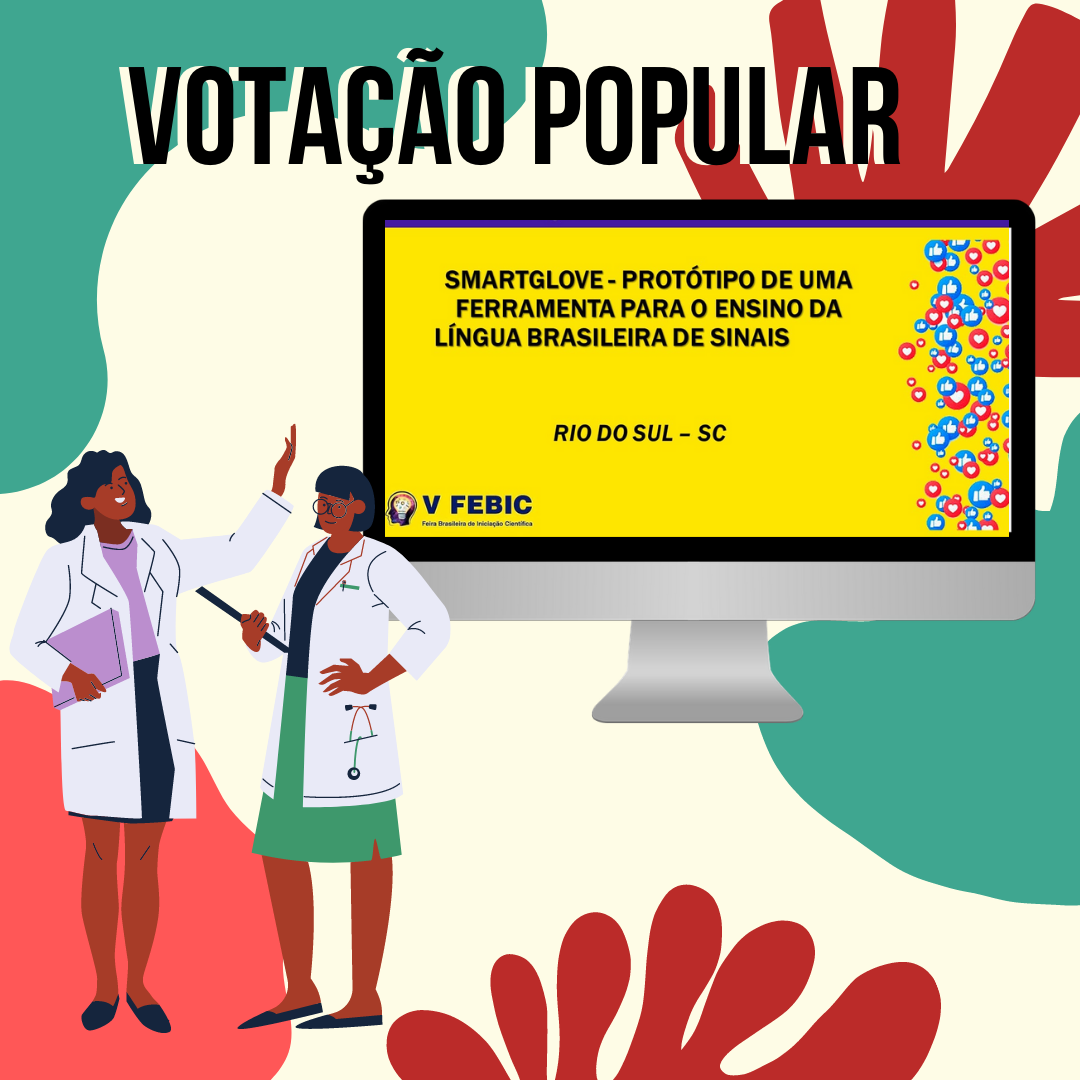 VOTAÇÃO POPULAR
SMARTGLOVE - PROTÓTIPO DE UMA
FERRAMENTA PARA O ENSINO DA
LÍNGUA BRASILEIRA DE SINAIS
RIO DO SUL – SC
V FEBIC
Feira Brasileira de Iniciação Científica